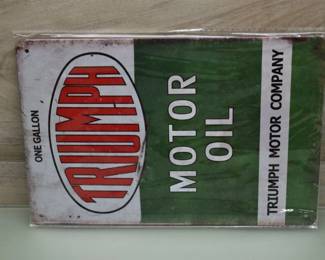 ONE GALLON
TRIUMPH
MOTOR
OIL
TRIUMPH MOTOR COMPANY